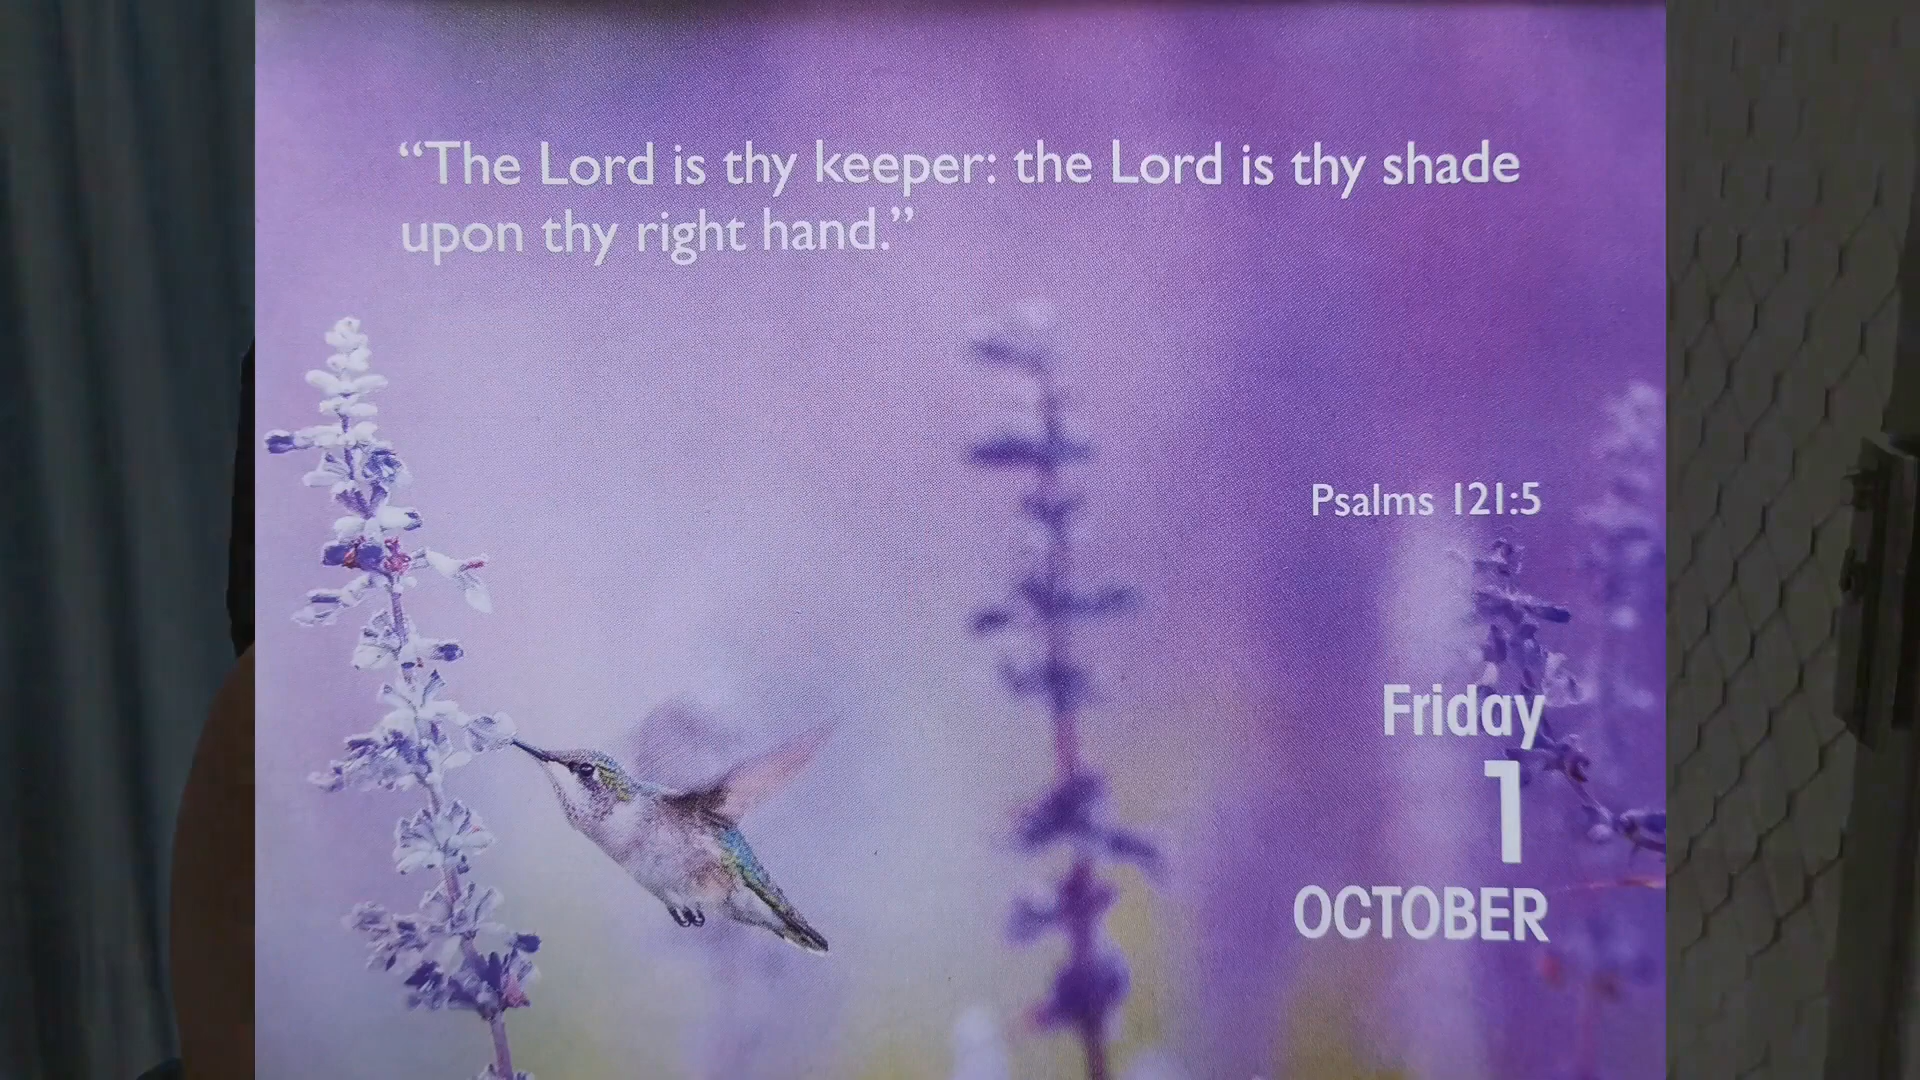 “The Lord is thy keeper: the Lord is thy shade
upon thy right hand.”
Psalms 121:5
Friday
1
OCTOBER